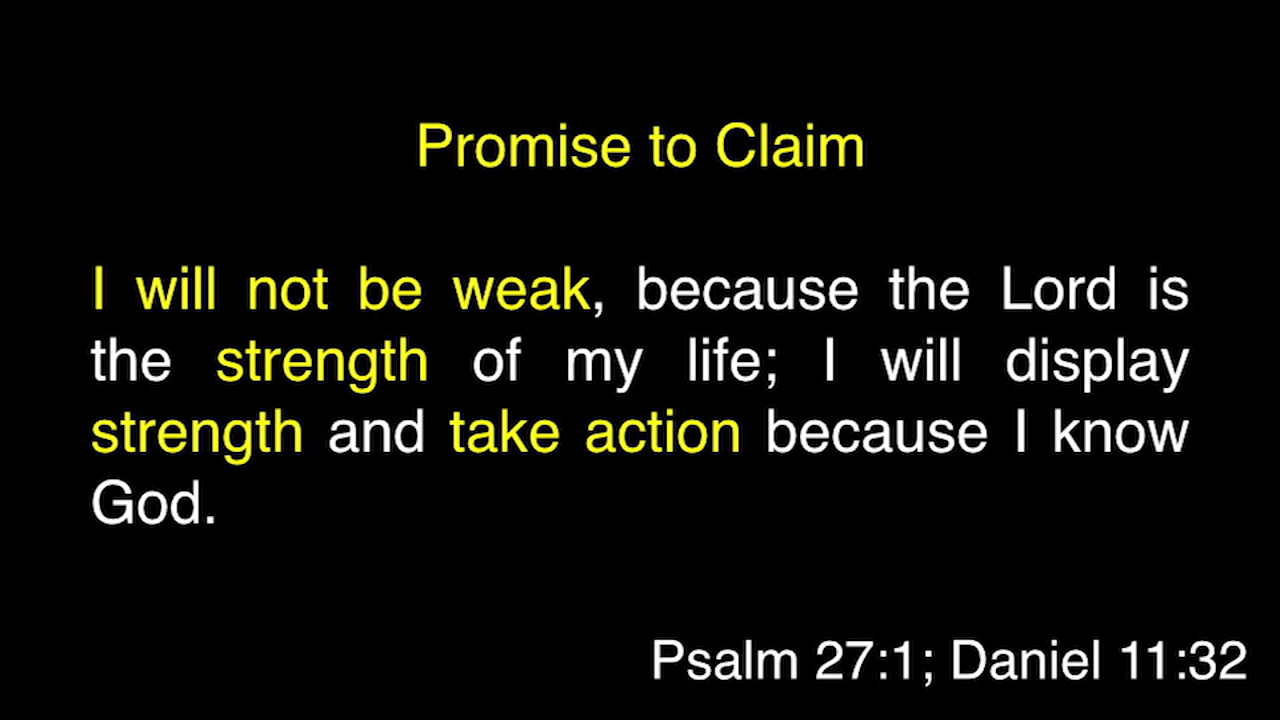 Promise to Claim
I will not be weak, because the Lord is
the strength of my life; I will display
strength and take action because I know
God.
Psalm 27:1; Daniel 11:32